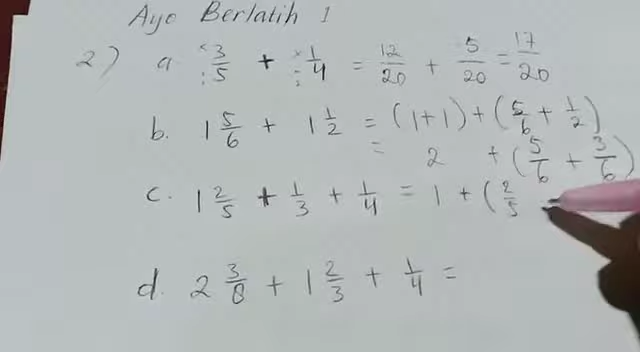 Ayo Berlatih 1
2) a 3/5 + 1/4 = 12/20 + 5/20 = 17/20
b. 1 5/6 + 1 1/2 = (1+1) + (5/6 + 1/2)
= 2 + (5/6 + 3/6)
c. 1 2/5 + 1/3 + 1/4 = 1 + (2/5
d. 2 3/8 + 1 2/3 + 1/4 =